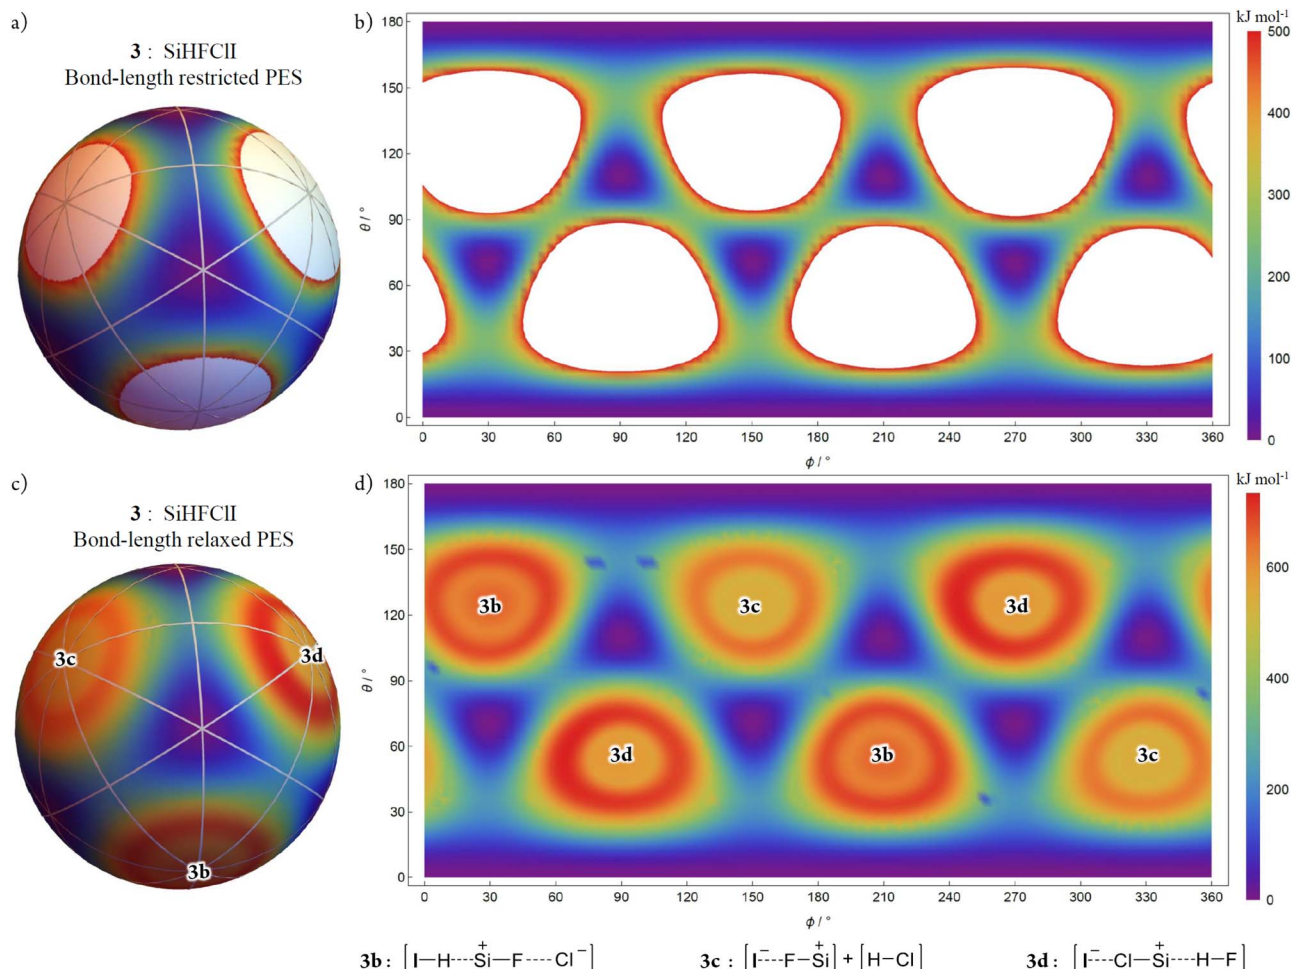 a)
3 : SiHFClI
Bond-length restricted PES
b)
kJ mol-1
180
150
120
90
60
30
0
θ / °
0 30 60 90 120 150 180 210 240 270 300 330 360
ϕ / °
500
400
300
200
100
0
c)
3 : SiHFClI
Bond-length relaxed PES
3c
3d
3b
d)
kJ mol-1
180
150
120
90
60
30
0
θ / °
3b 3c 3d
3d 3b 3c
0 30 60 90 120 150 180 210 240 270 300 330 360
ϕ / °
600
400
200
0
3b : [I—H----Si+—F----Cl−]
3c : [I−----F—Si+] + [H—Cl]
3d : [I−----Cl—Si+----H—F]